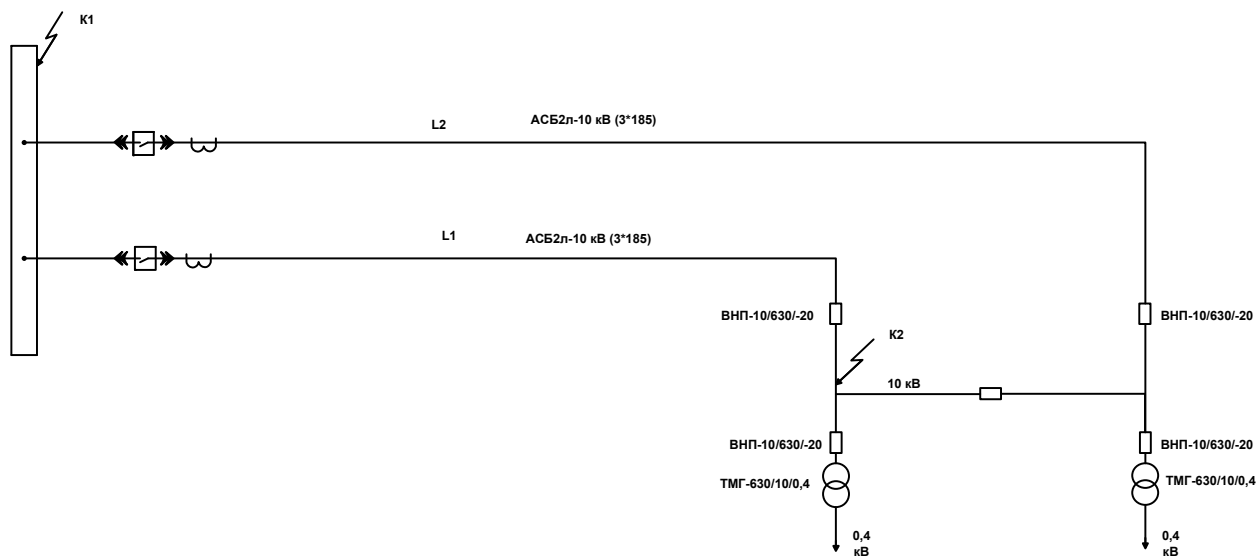 К1
L2
АСБ2л-10 кВ (3*185)
L1
АСБ2л-10 кВ (3*185)
ВНП-10/630/-20
ВНП-10/630/-20
К2
10 кВ
ВНП-10/630/-20
ВНП-10/630/-20
ТМГ-630/10/0,4
ТМГ-630/10/0,4
0,4
кВ
0,4
кВ